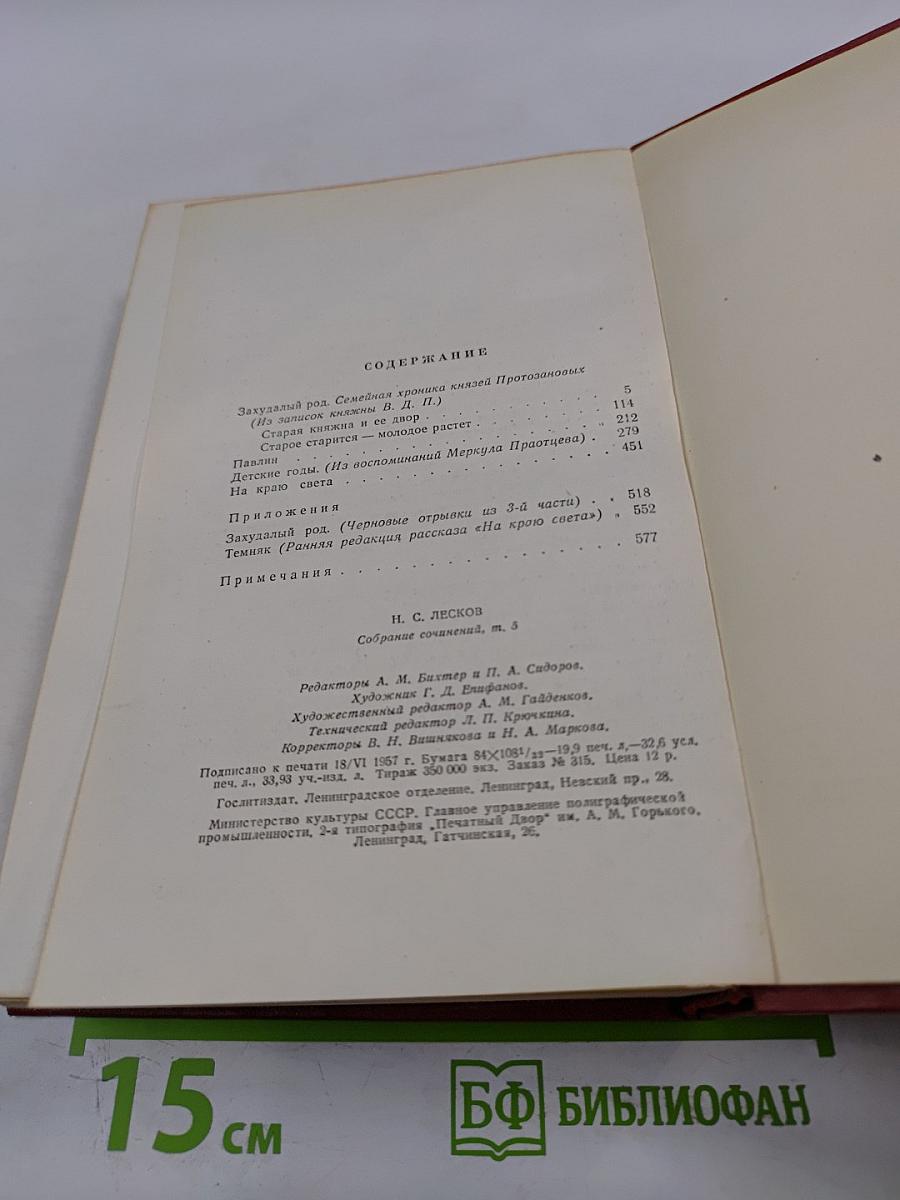 СОДЕРЖАНИЕ
Захудалый род. Семейная хроника князей Протозановых
(Из записок княжны В. Д. П.)
Старая княжна и ее двор . . . . . . . . . . 5
Старое старится — молодое растет . . . . . . . 114
Павлин . . . . . . . . . . . . . . . . . 212
Детские годы. (Из воспоминаний Меркула Праотцева) . 279
На краю света . . . . . . . . . . . . . . . 451
Приложения
Захудалый род. (Черновые отрывки из 3-й части) . . 518
Темняк (Ранняя редакция рассказа «На краю света») „ 552
Примечания . . . . . . . . . . . . . . . 577
Н. С. ЛЕСКОВ
Собрание сочинений, т. 5
Редакторы А. М. Бихтер и П. А. Сидоров.
Художник Г. Д. Епифанов.
Художественный редактор А. М. Гайденков.
Технический редактор Л. П. Крючкина.
Корректоры В. Н. Вишнякова и Н. А. Маркова.
Подписано к печати 18/VI 1957 г. Бумага 84×108¹/₃₂—19,9 печ. л,—32,6 усл.
печ. л., 33,93 уч.-изд. л. Тираж 350 000 экз. Заказ № 315. Цена 12 р.
Гослитиздат. Ленинградское отделение. Ленинград, Невский пр., 28.
Министерство культуры СССР. Главное управление полиграфической
промышленности, 2-я типография „Печатный Двор“ им. А. М. Горького.
Ленинград, Гатчинская, 26.
15 см
БФ БИБЛИОФАН